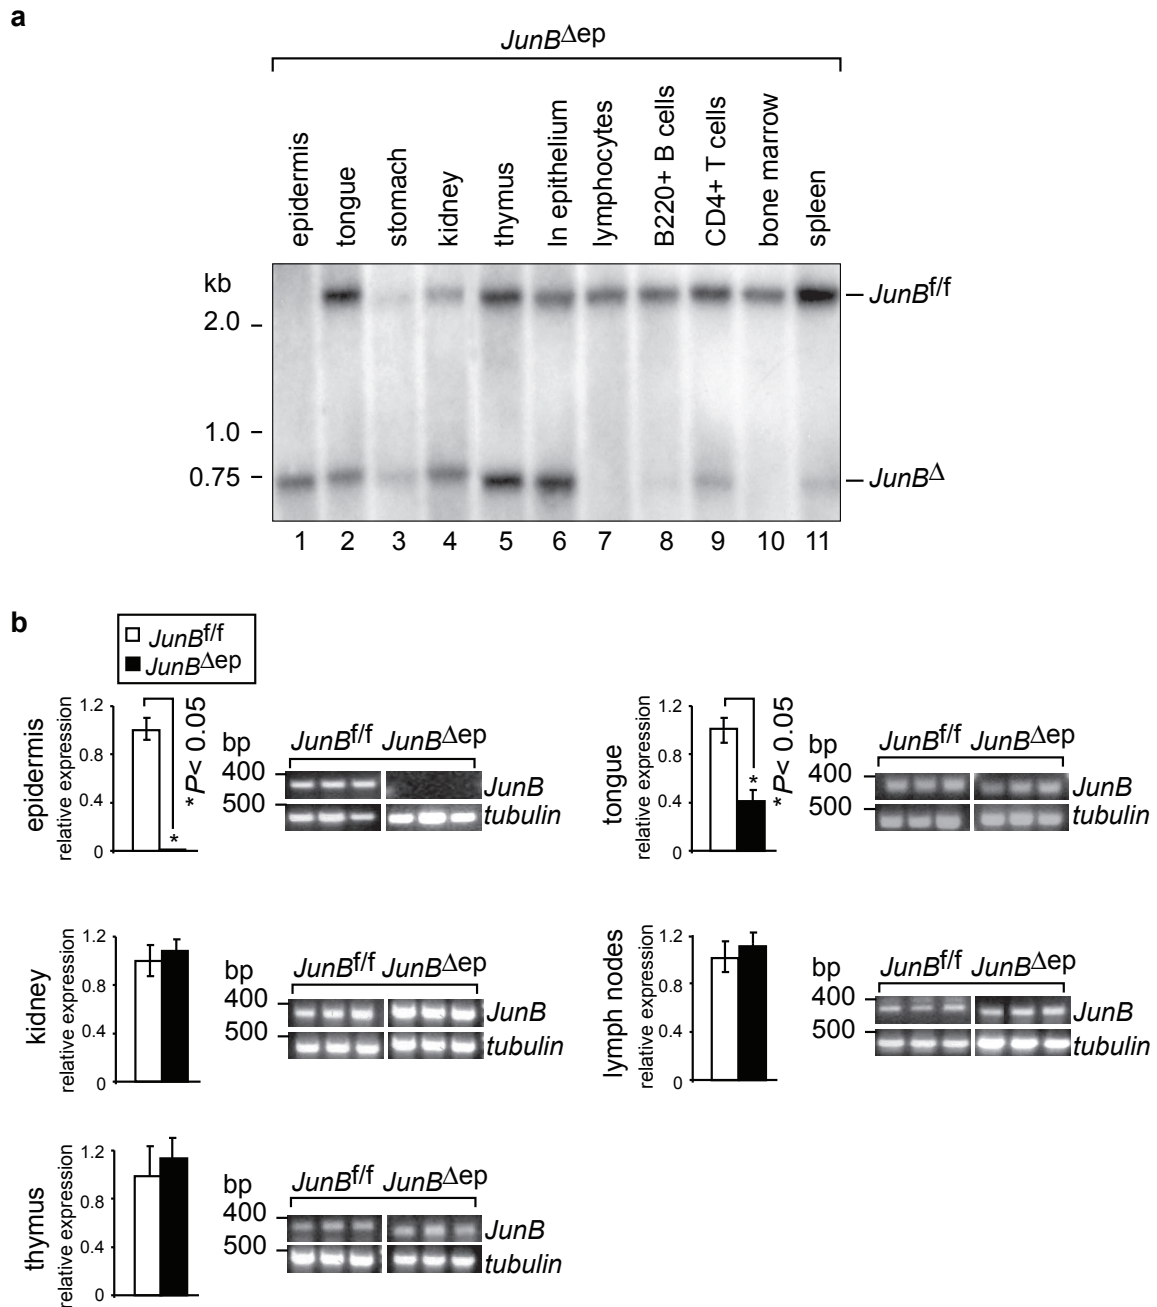 a
JunBΔep
epidermis
tongue
stomach
kidney
thymus
ln epithelium
lymphocytes
B220+ B cells
CD4+ T cells
bone marrow
spleen
kb
2.0
1.0
0.75
JunBf/f
JunBΔ
1 2 3 4 5 6 7 8 9 10 11
b
JunBf/f
JunBΔep
epidermis
relative expression
1.2
0.8
0.4
0
*
*P< 0.05
bp
400
500
JunBf/f JunBΔep
JunB
tubulin
tongue
relative expression
1.2
0.8
0.4
0
*
*P< 0.05
bp
400
500
JunBf/f JunBΔep
JunB
tubulin
kidney
relative expression
1.2
0.8
0.4
0
bp
400
500
JunBf/f JunBΔep
JunB
tubulin
lymph nodes
relative expression
1.2
0.8
0.4
0
bp
400
500
JunBf/f JunBΔep
JunB
tubulin
thymus
relative expression
1.2
0.8
0.4
0
bp
400
500
JunBf/f JunBΔep
JunB
tubulin